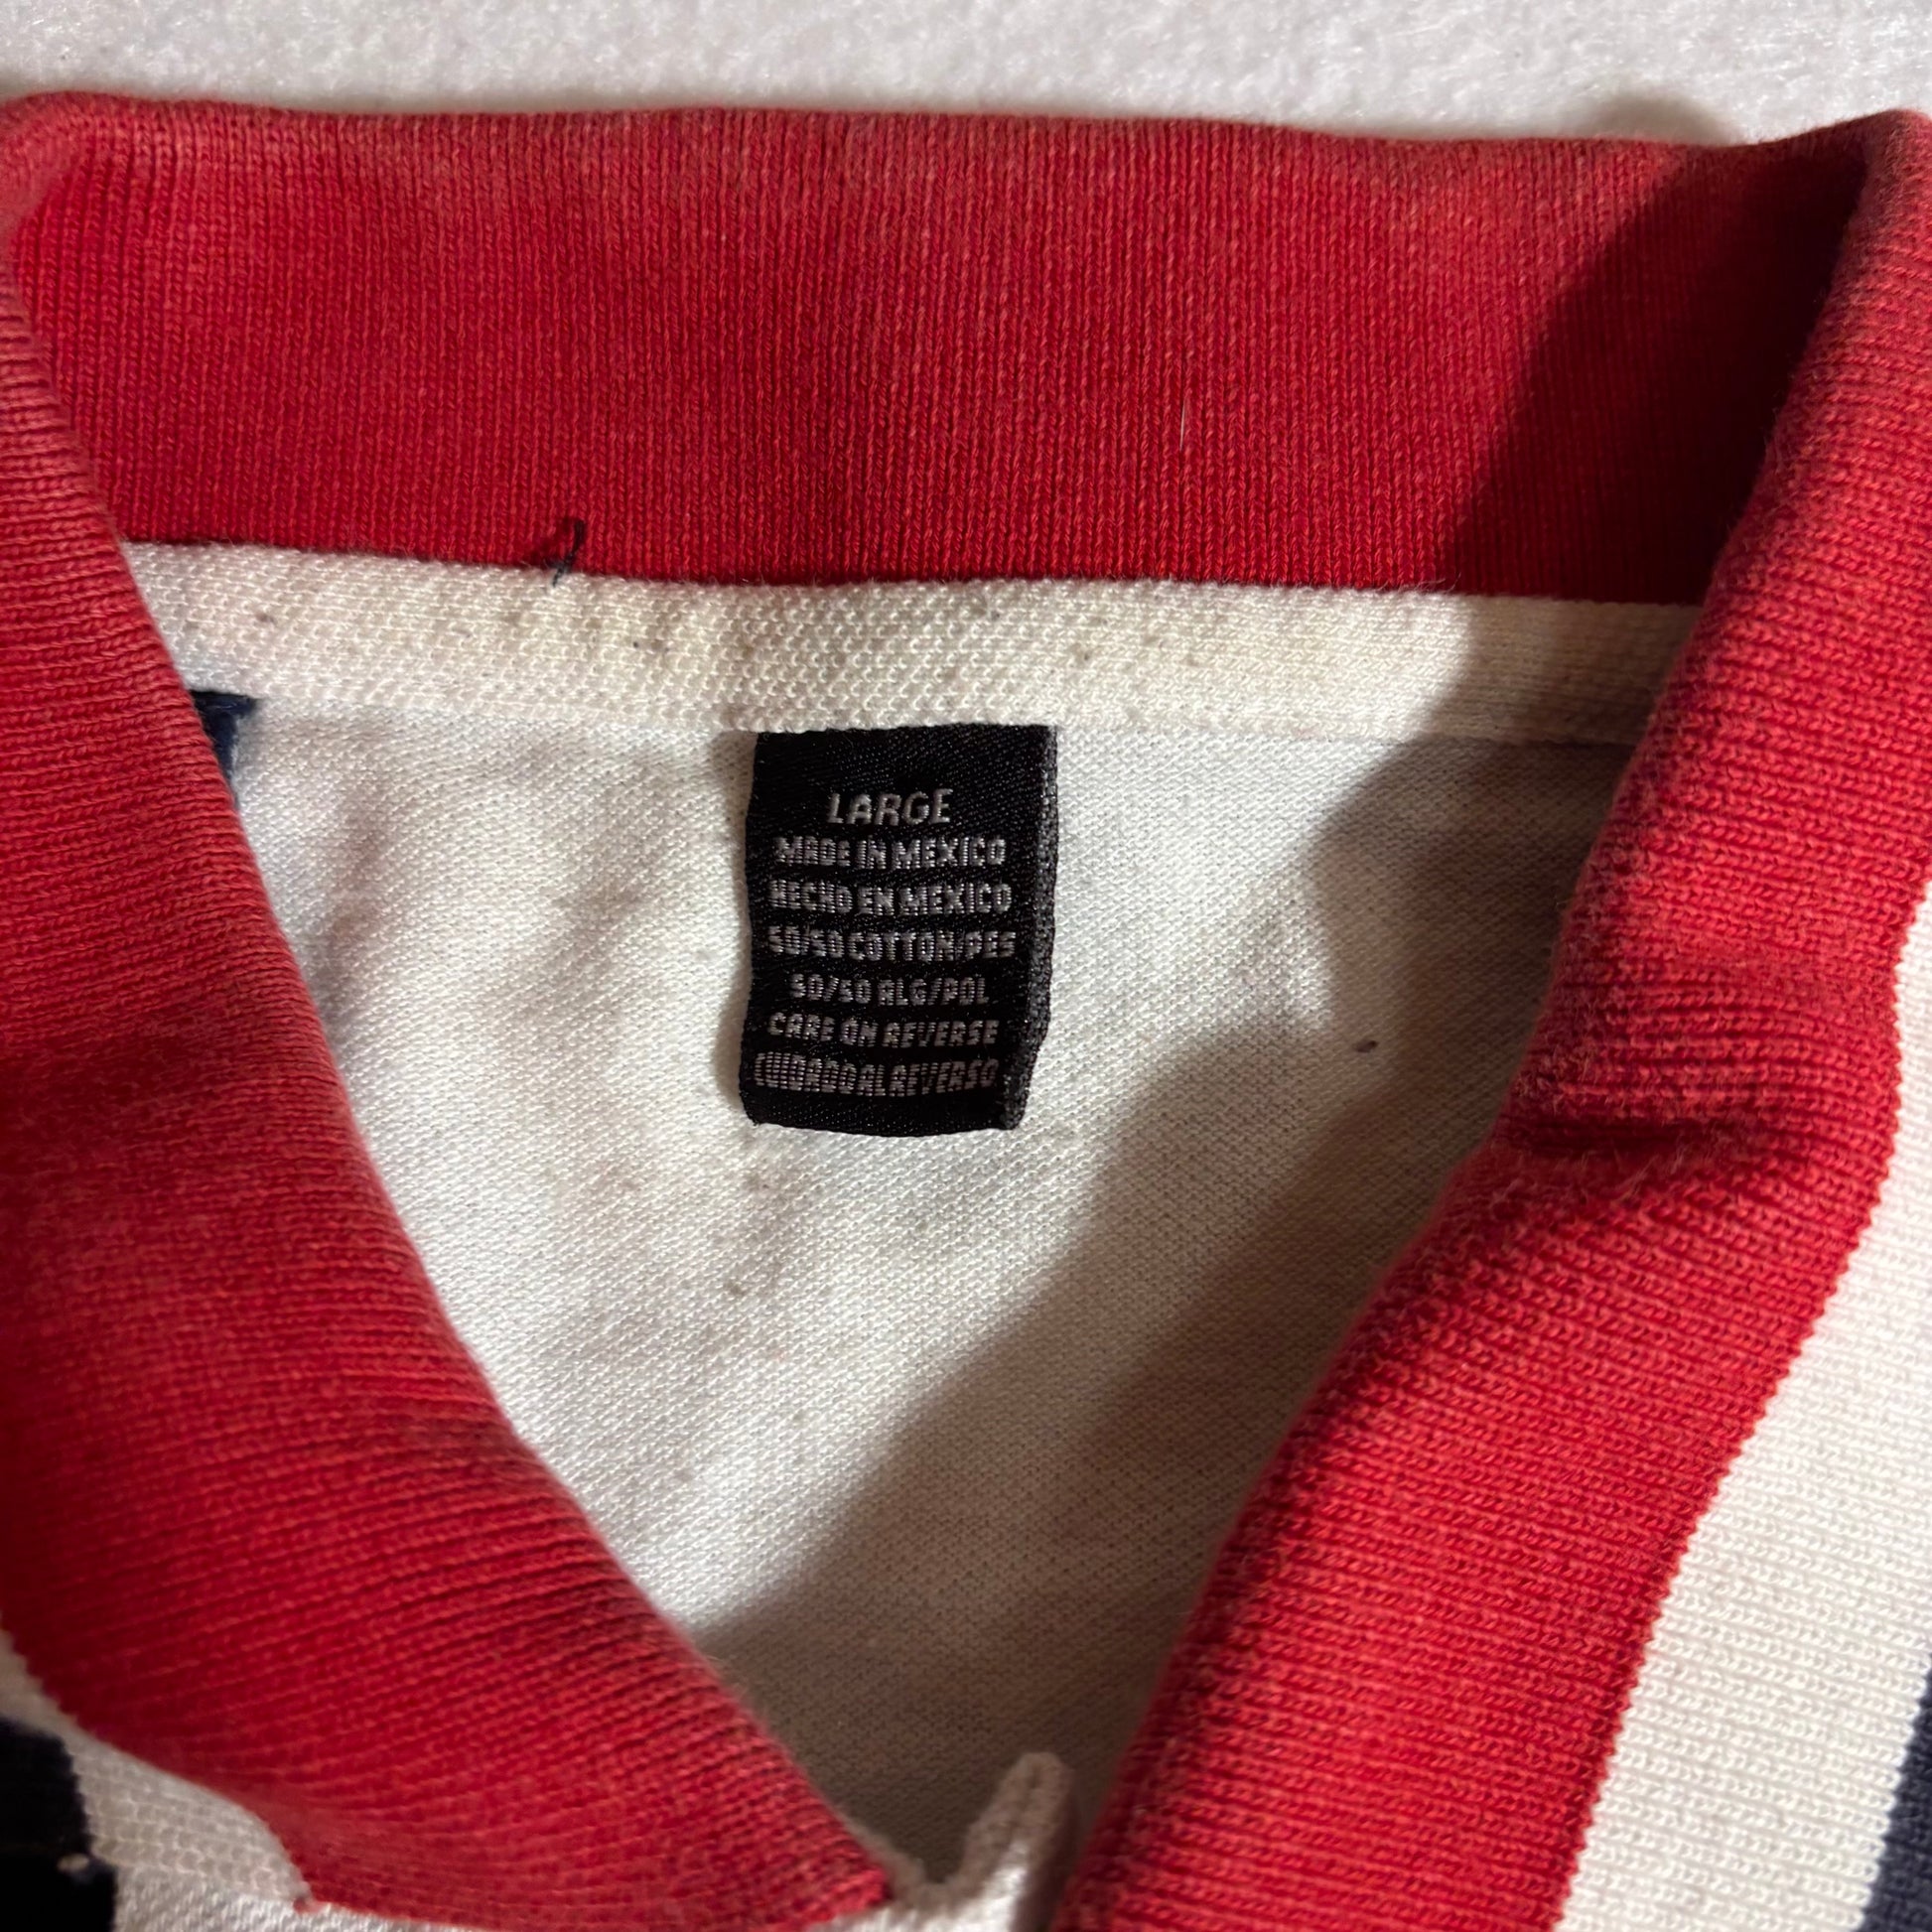 LARGE
MADE IN MEXICO
HECHO EN MEXICO
50/50 COTTON/PES
50/50 ALG/POL
CARE ON REVERSE
CUIDADO AL REVERSO